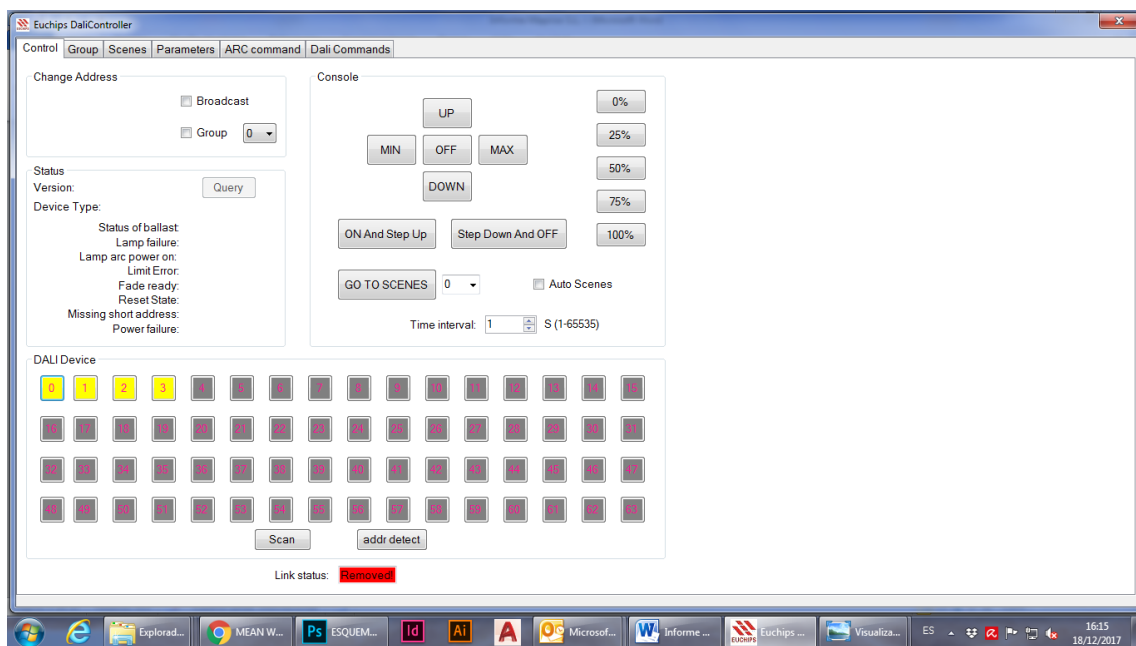 Euchips DaliController
Control Group Scenes Parameters ARC command Dali Commands
Change Address
Broadcast
Group 0
Status
Version: Query
Device Type:
Status of ballast:
Lamp failure:
Lamp arc power on:
Limit Error:
Fade ready:
Reset State:
Missing short address:
Power failure:
Console
UP
MIN OFF MAX
DOWN
0%
25%
50%
75%
100%
ON And Step Up Step Down And OFF
GO TO SCENES 0 Auto Scenes
Time interval: 1 S (1-65535)
DALI Device
0 1 2 3 4 5 6 7 8 9 10 11 12 13 14 15
16 17 18 19 20 21 22 23 24 25 26 27 28 29 30 31
32 33 34 35 36 37 38 39 40 41 42 43 44 45 46 47
48 49 50 51 52 53 54 55 56 57 58 59 60 61 62 63
Scan addr detect
Link status: Removed!
Explorad... MEAN W... Ps ESQUEM... Id Ai Microsof... Informe ... EUCHIPS Euchips ... Visualiza... ES 16:15
18/12/2017